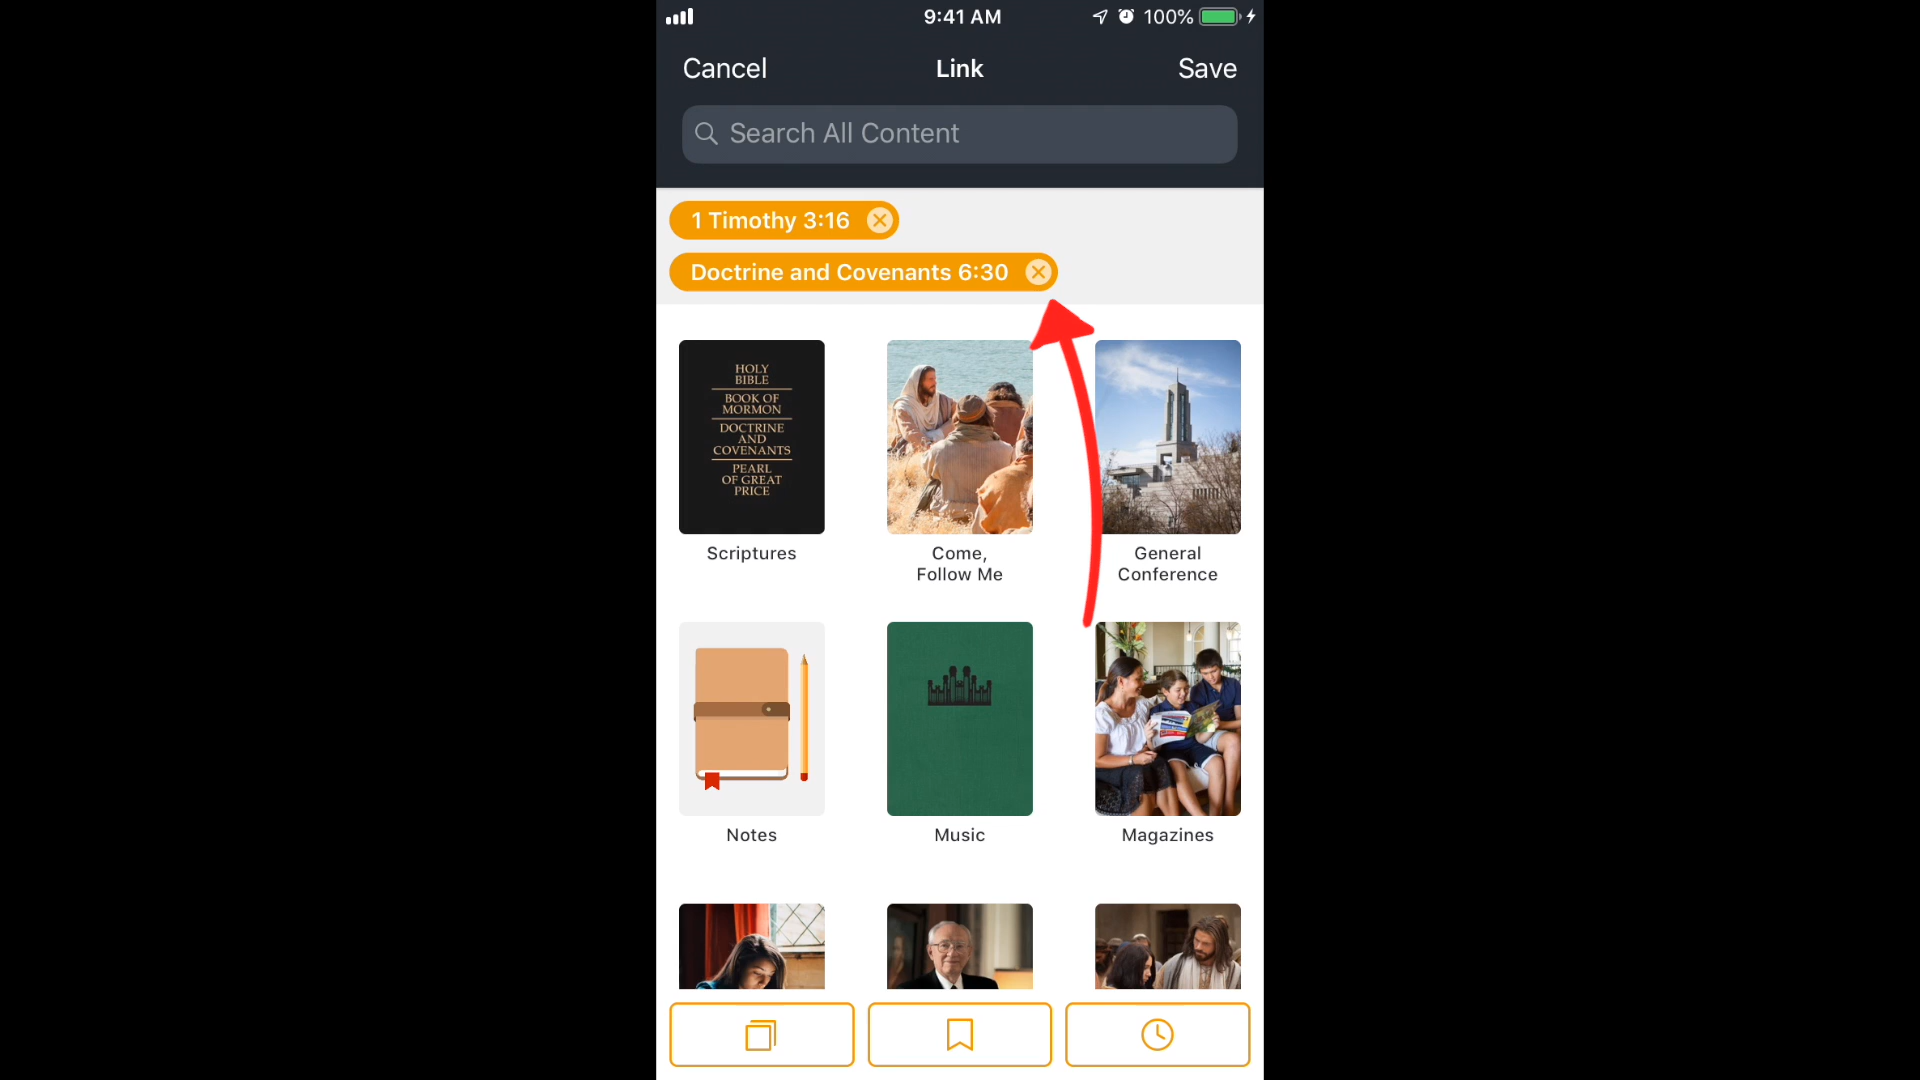 9:41 AM
100%
Cancel
Link
Save
Search All Content
1 Timothy 3:16
Doctrine and Covenants 6:30
HOLY
BIBLE
BOOK OF
MORMON
DOCTRINE
AND
COVENANTS
PEARL
OF GREAT
PRICE
Scriptures
Come,
Follow Me
General
Conference
Notes
Music
Magazines